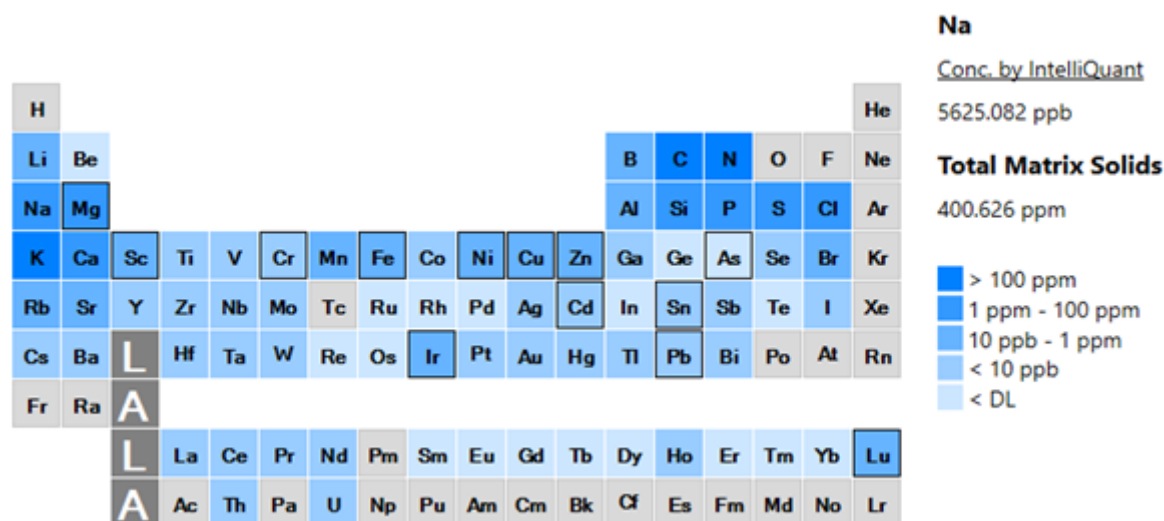 Na
Conc. by IntelliQuant
5625.082 ppb
Total Matrix Solids
400.626 ppm
> 100 ppm
1 ppm - 100 ppm
10 ppb - 1 ppm
< 10 ppb
< DL
H He
Li Be B C N O F Ne
Na Mg Al Si P S Cl Ar
K Ca Sc Ti V Cr Mn Fe Co Ni Cu Zn Ga Ge As Se Br Kr
Rb Sr Y Zr Nb Mo Tc Ru Rh Pd Ag Cd In Sn Sb Te I Xe
Cs Ba L Hf Ta W Re Os Ir Pt Au Hg Tl Pb Bi Po At Rn
Fr Ra A
L La Ce Pr Nd Pm Sm Eu Gd Tb Dy Ho Er Tm Yb Lu
A Ac Th Pa U Np Pu Am Cm Bk Cf Es Fm Md No Lr